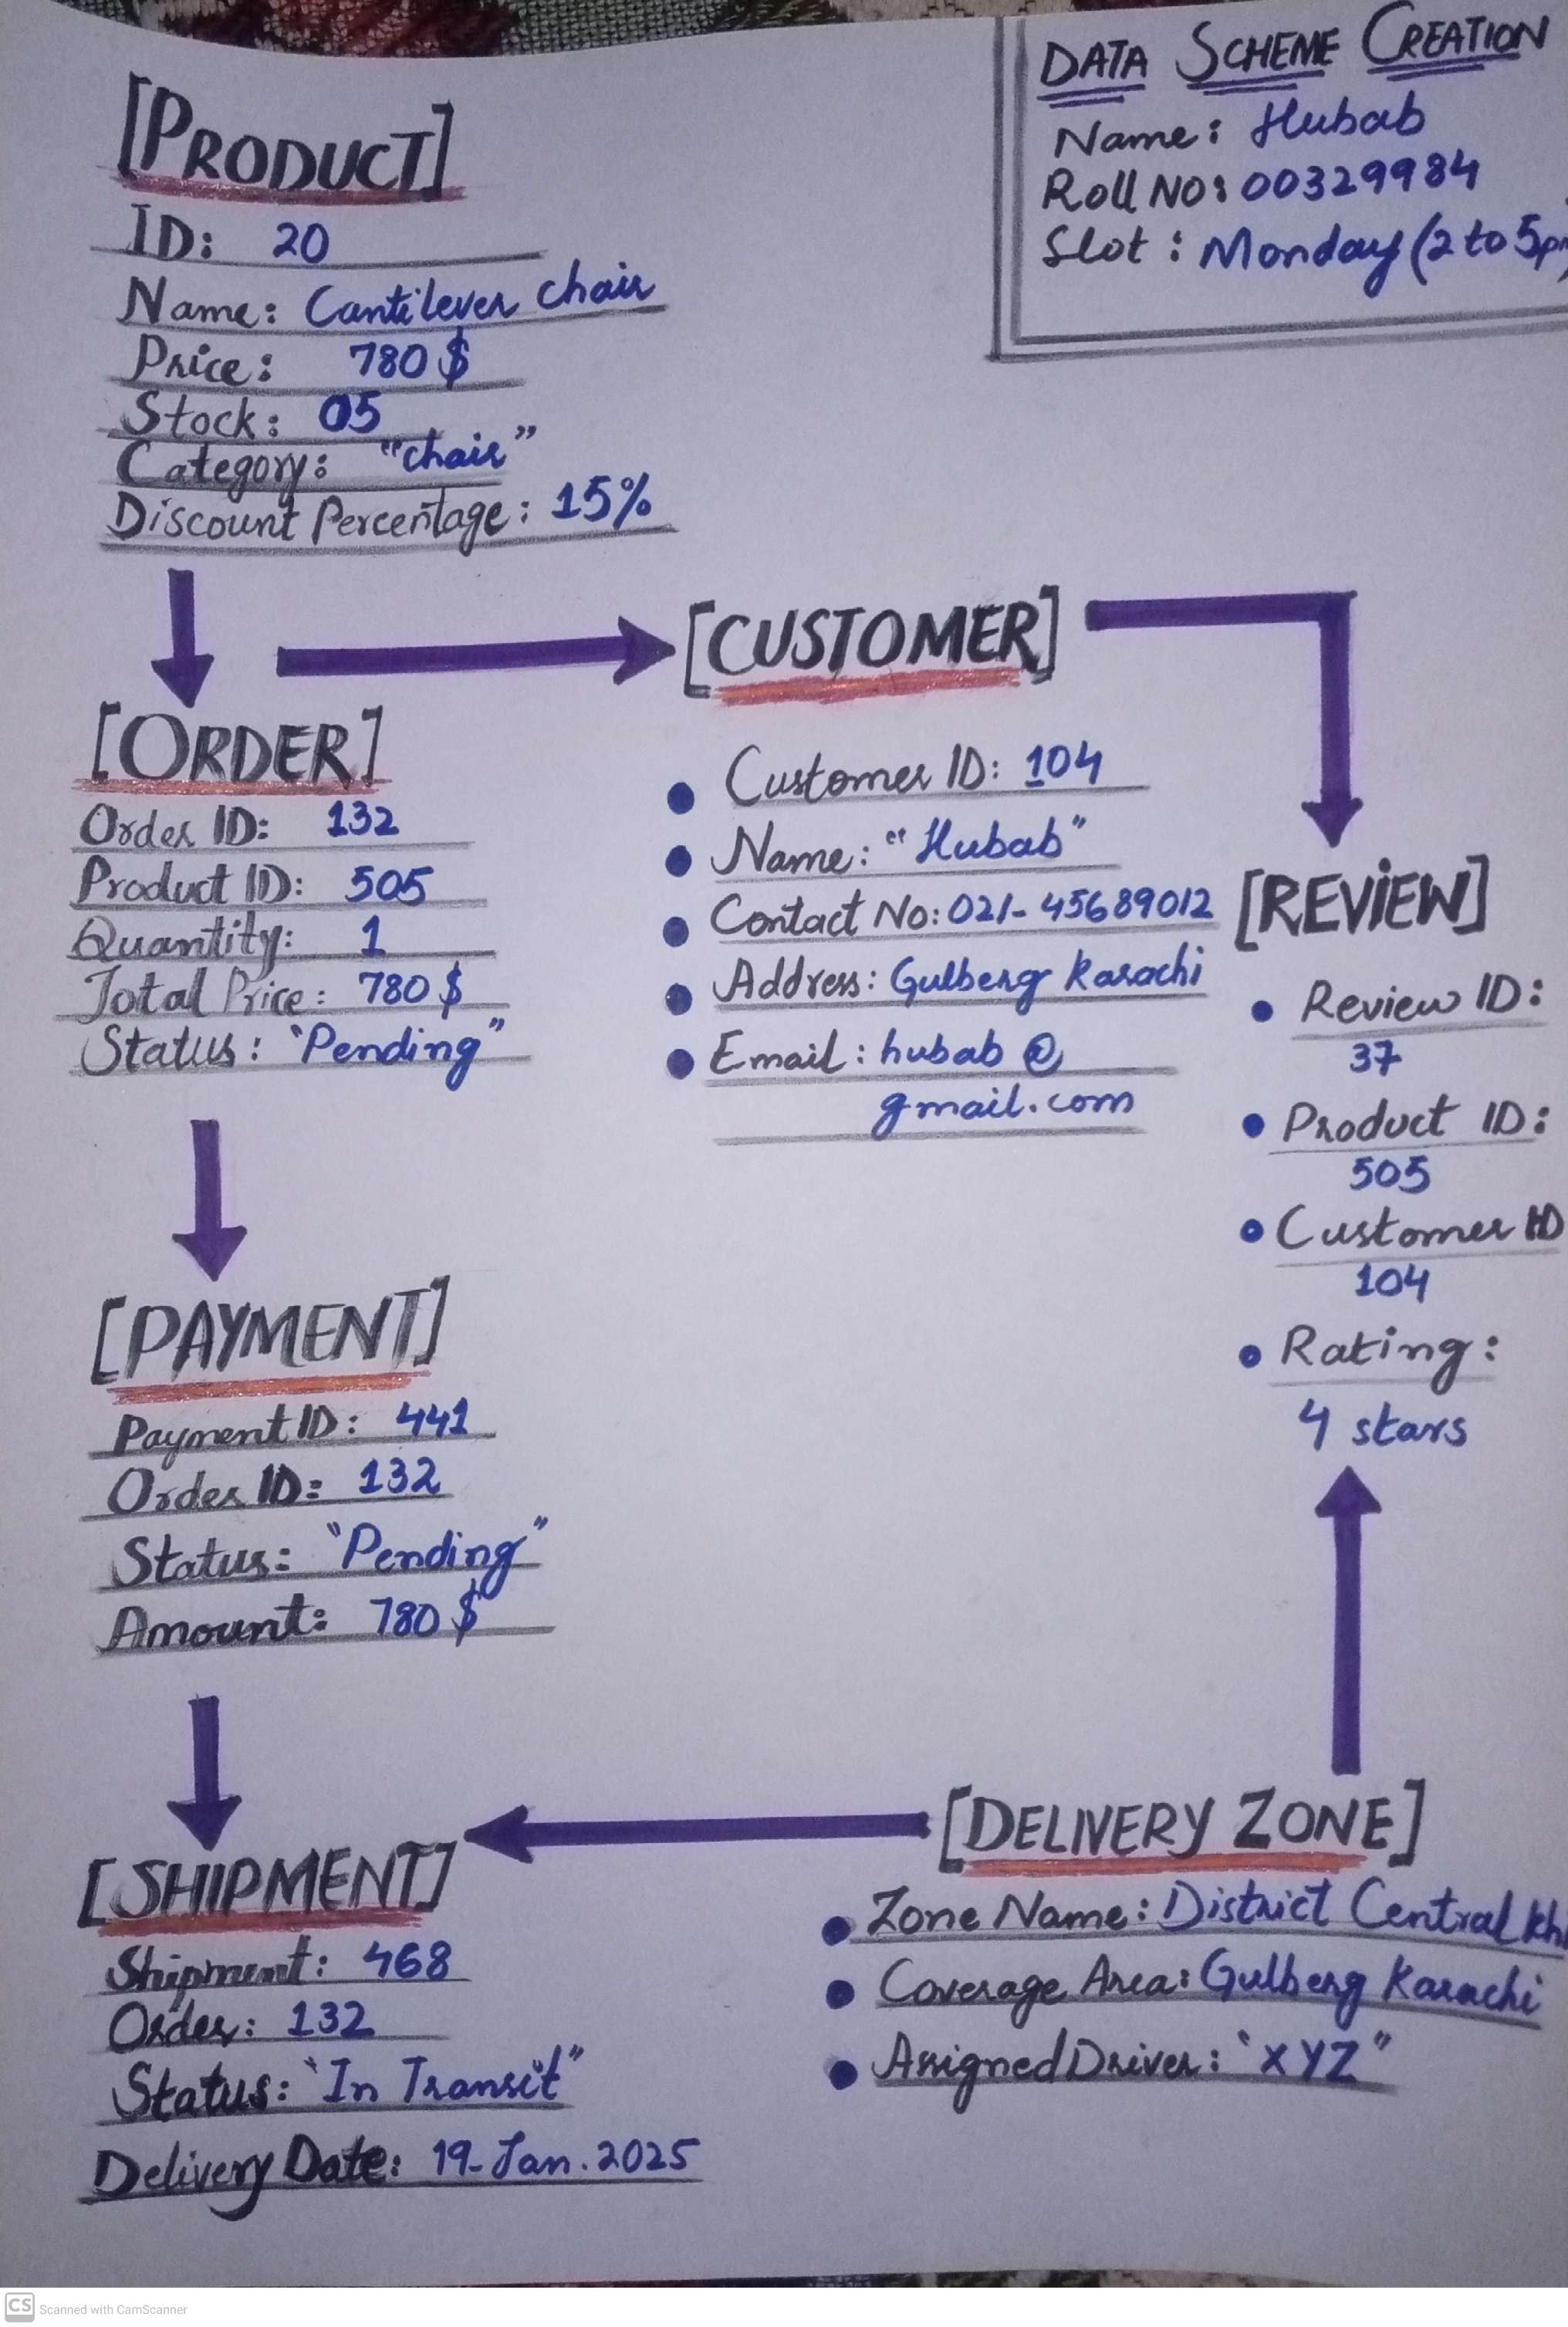 DATA SCHEME CREATION
Name: Hubab
Roll No: 00329984
Slot: Monday (2 to 5pm)
[PRODUCT]
ID: 20
Name: Cantilever chair
Price: 780 $
Stock: 05
Category: "chair"
Discount Percentage: 15%
[ORDER]
Order ID: 132
Product ID: 505
Quantity: 1
Total Price: 780 $
Status: "Pending"
[CUSTOMER]
Customer ID: 104
Name: "Hubab"
Contact No: 021-45689012
Address: Gulberg Karachi
Email: hubab @
gmail.com
[REVIEW]
Review ID:
37
Product ID:
505
Customer ID
104
Rating:
4 stars
[PAYMENT]
Payment ID: 441
Order ID: 132
Status: "Pending"
Amount: 780 $
[SHIPMENT]
Shipment: 468
Order: 132
Status: "In Transit"
Delivery Date: 19-Jan.2025
[DELIVERY ZONE]
Zone Name: District Central
Coverage Area: Gulberg Karachi
Assigned Driver: "XYZ"
CS Scanned with CamScanner